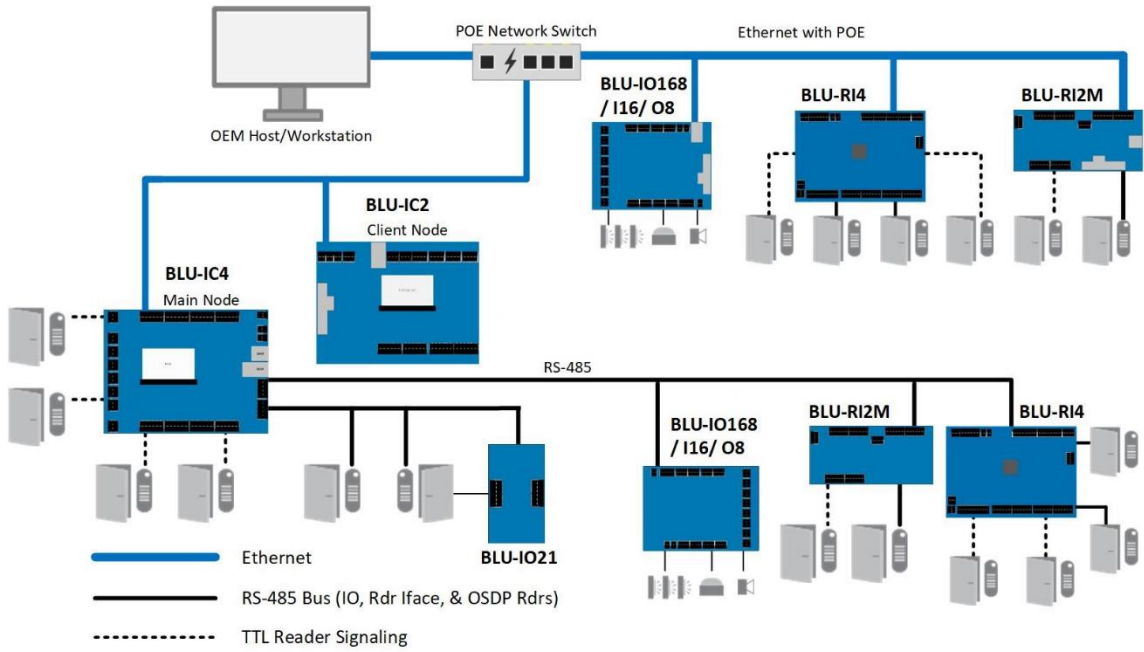 POE Network Switch
Ethernet with POE
OEM Host/Workstation
BLU-IO168
/ I16/ O8
BLU-RI4
BLU-RI2M
BLU-IC2
Client Node
BLU-IC4
Main Node
RS-485
BLU-IO168
/ I16/ O8
BLU-RI2M
BLU-RI4
BLU-IO21
Ethernet
RS-485 Bus (IO, Rdr Iface, & OSDP Rdrs)
TTL Reader Signaling